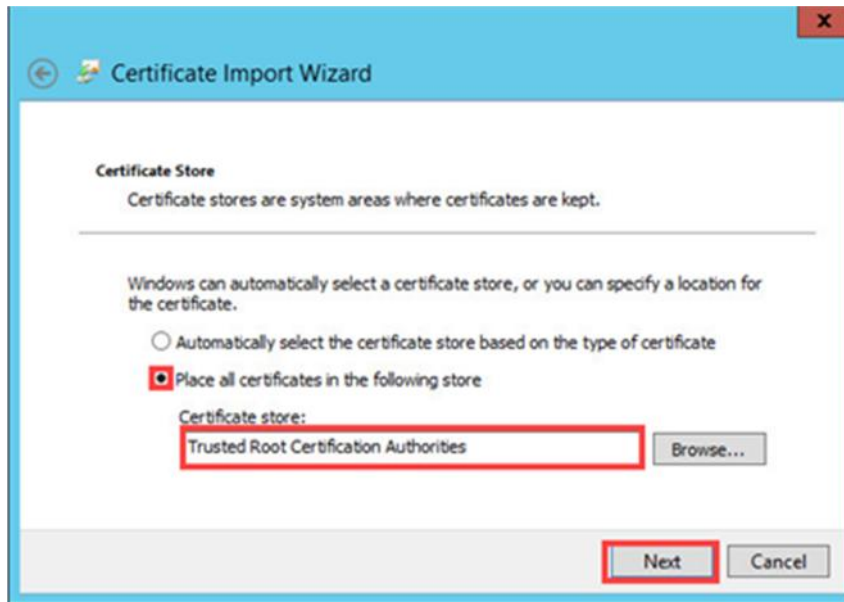 x
Certificate Import Wizard
Certificate Store
Certificate stores are system areas where certificates are kept.
Windows can automatically select a certificate store, or you can specify a location for
the certificate.
Automatically select the certificate store based on the type of certificate
Place all certificates in the following store
Certificate store:
Trusted Root Certification Authorities
Browse...
Next
Cancel